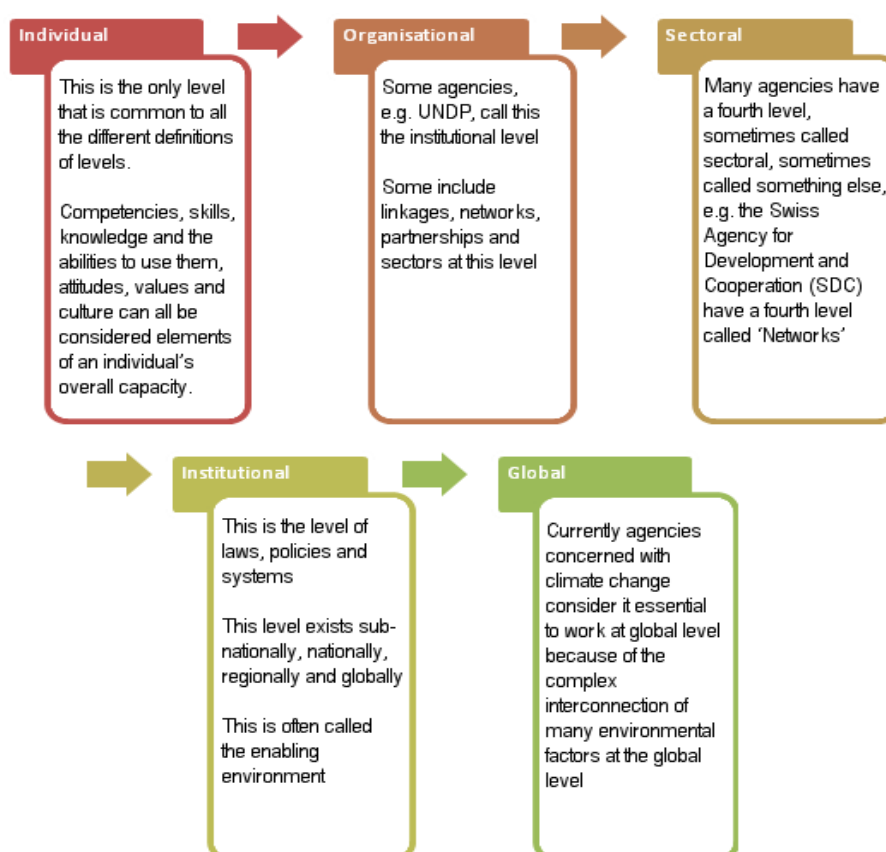 Individual
This is the only level
that is common to all
the different definitions
of levels.
Competencies, skills,
knowledge and the
abilities to use them,
attitudes, values and
culture can all be
considered elements
of an individual's
overall capacity.
Organisational
Some agencies,
e.g. UNDP, call this
the institutional level
Some include
linkages, networks,
partnerships and
sectors at this level
Sectoral
Many agencies have
a fourth level,
sometimes called
sectoral, sometimes
called something else,
e.g. the Swiss
Agency for
Development and
Cooperation (SDC)
have a fourth level
called ‘Networks’
Institutional
This is the level of
laws, policies and
systems
This level exists sub-
nationally, nationally,
regionally and globally
This is often called
the enabling
environment
Global
Currently agencies
concerned with
climate change
consider it essential
to work at global level
because of the
complex
interconnection of
many environmental
factors at the global
level